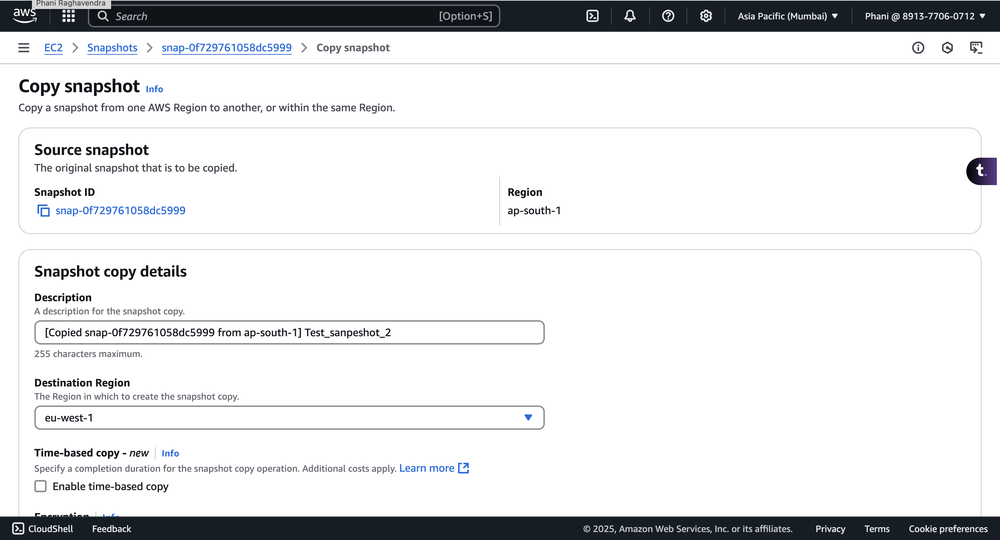 Phani Raghavendra
aws
Search [Option+S]
Asia Pacific (Mumbai)
Phani @ 8913-7706-0712
EC2 > Snapshots > snap-0f729761058dc5999 > Copy snapshot
Copy snapshot Info
Copy a snapshot from one AWS Region to another, or within the same Region.
Source snapshot
The original snapshot that is to be copied.
Snapshot ID
snap-0f729761058dc5999
Region
ap-south-1
t.
Snapshot copy details
Description
A description for the snapshot copy.
[Copied snap-0f729761058dc5999 from ap-south-1] Test_sanpeshot_2
255 characters maximum.
Destination Region
The Region in which to create the snapshot copy.
eu-west-1
Time-based copy - new Info
Specify a completion duration for the snapshot copy operation. Additional costs apply. Learn more
Enable time-based copy
Encryption Info
CloudShell Feedback
© 2025, Amazon Web Services, Inc. or its affiliates. Privacy Terms Cookie preferences